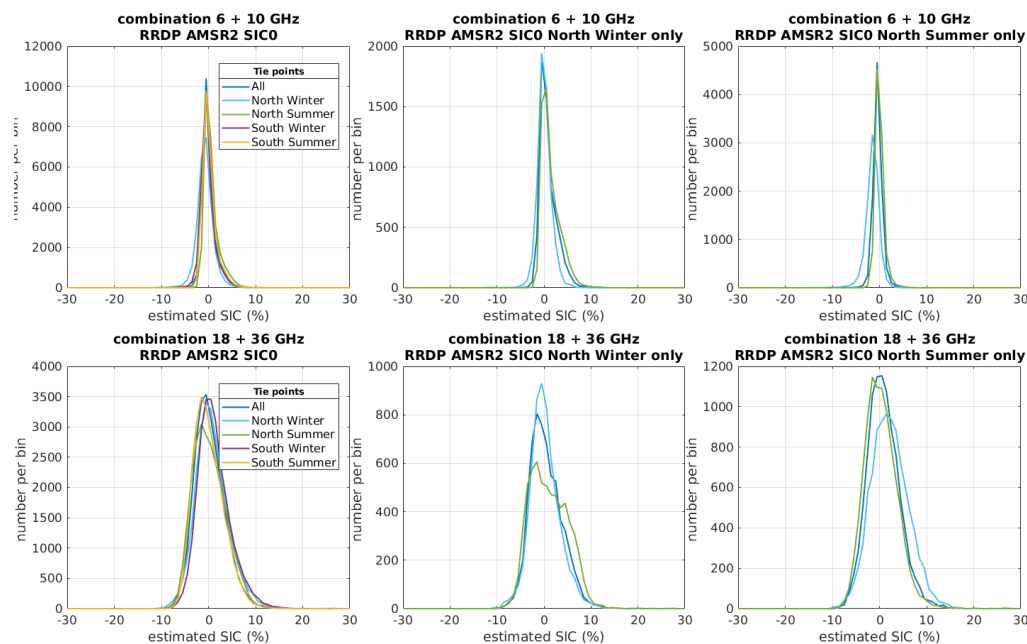 combination 6 + 10 GHz
RRDP AMSR2 SIC0
12000
10000
8000
6000
4000
2000
0
number per bin
Tie points
All
North Winter
North Summer
South Winter
South Summer
-30 -20 -10 0 10 20 30
estimated SIC (%)
combination 6 + 10 GHz
RRDP AMSR2 SIC0 North Winter only
2000
1500
1000
500
0
number per bin
-30 -20 -10 0 10 20 30
estimated SIC (%)
combination 6 + 10 GHz
RRDP AMSR2 SIC0 North Summer only
5000
4000
3000
2000
1000
0
number per bin
-30 -20 -10 0 10 20 30
estimated SIC (%)
combination 18 + 36 GHz
RRDP AMSR2 SIC0
4000
3500
3000
2500
2000
1500
1000
500
0
number per bin
Tie points
All
North Winter
North Summer
South Winter
South Summer
-30 -20 -10 0 10 20 30
estimated SIC (%)
combination 18 + 36 GHz
RRDP AMSR2 SIC0 North Winter only
1000
800
600
400
200
0
number per bin
-30 -20 -10 0 10 20 30
estimated SIC (%)
combination 18 + 36 GHz
RRDP AMSR2 SIC0 North Summer only
1200
1000
800
600
400
200
0
number per bin
-30 -20 -10 0 10 20 30
estimated SIC (%)